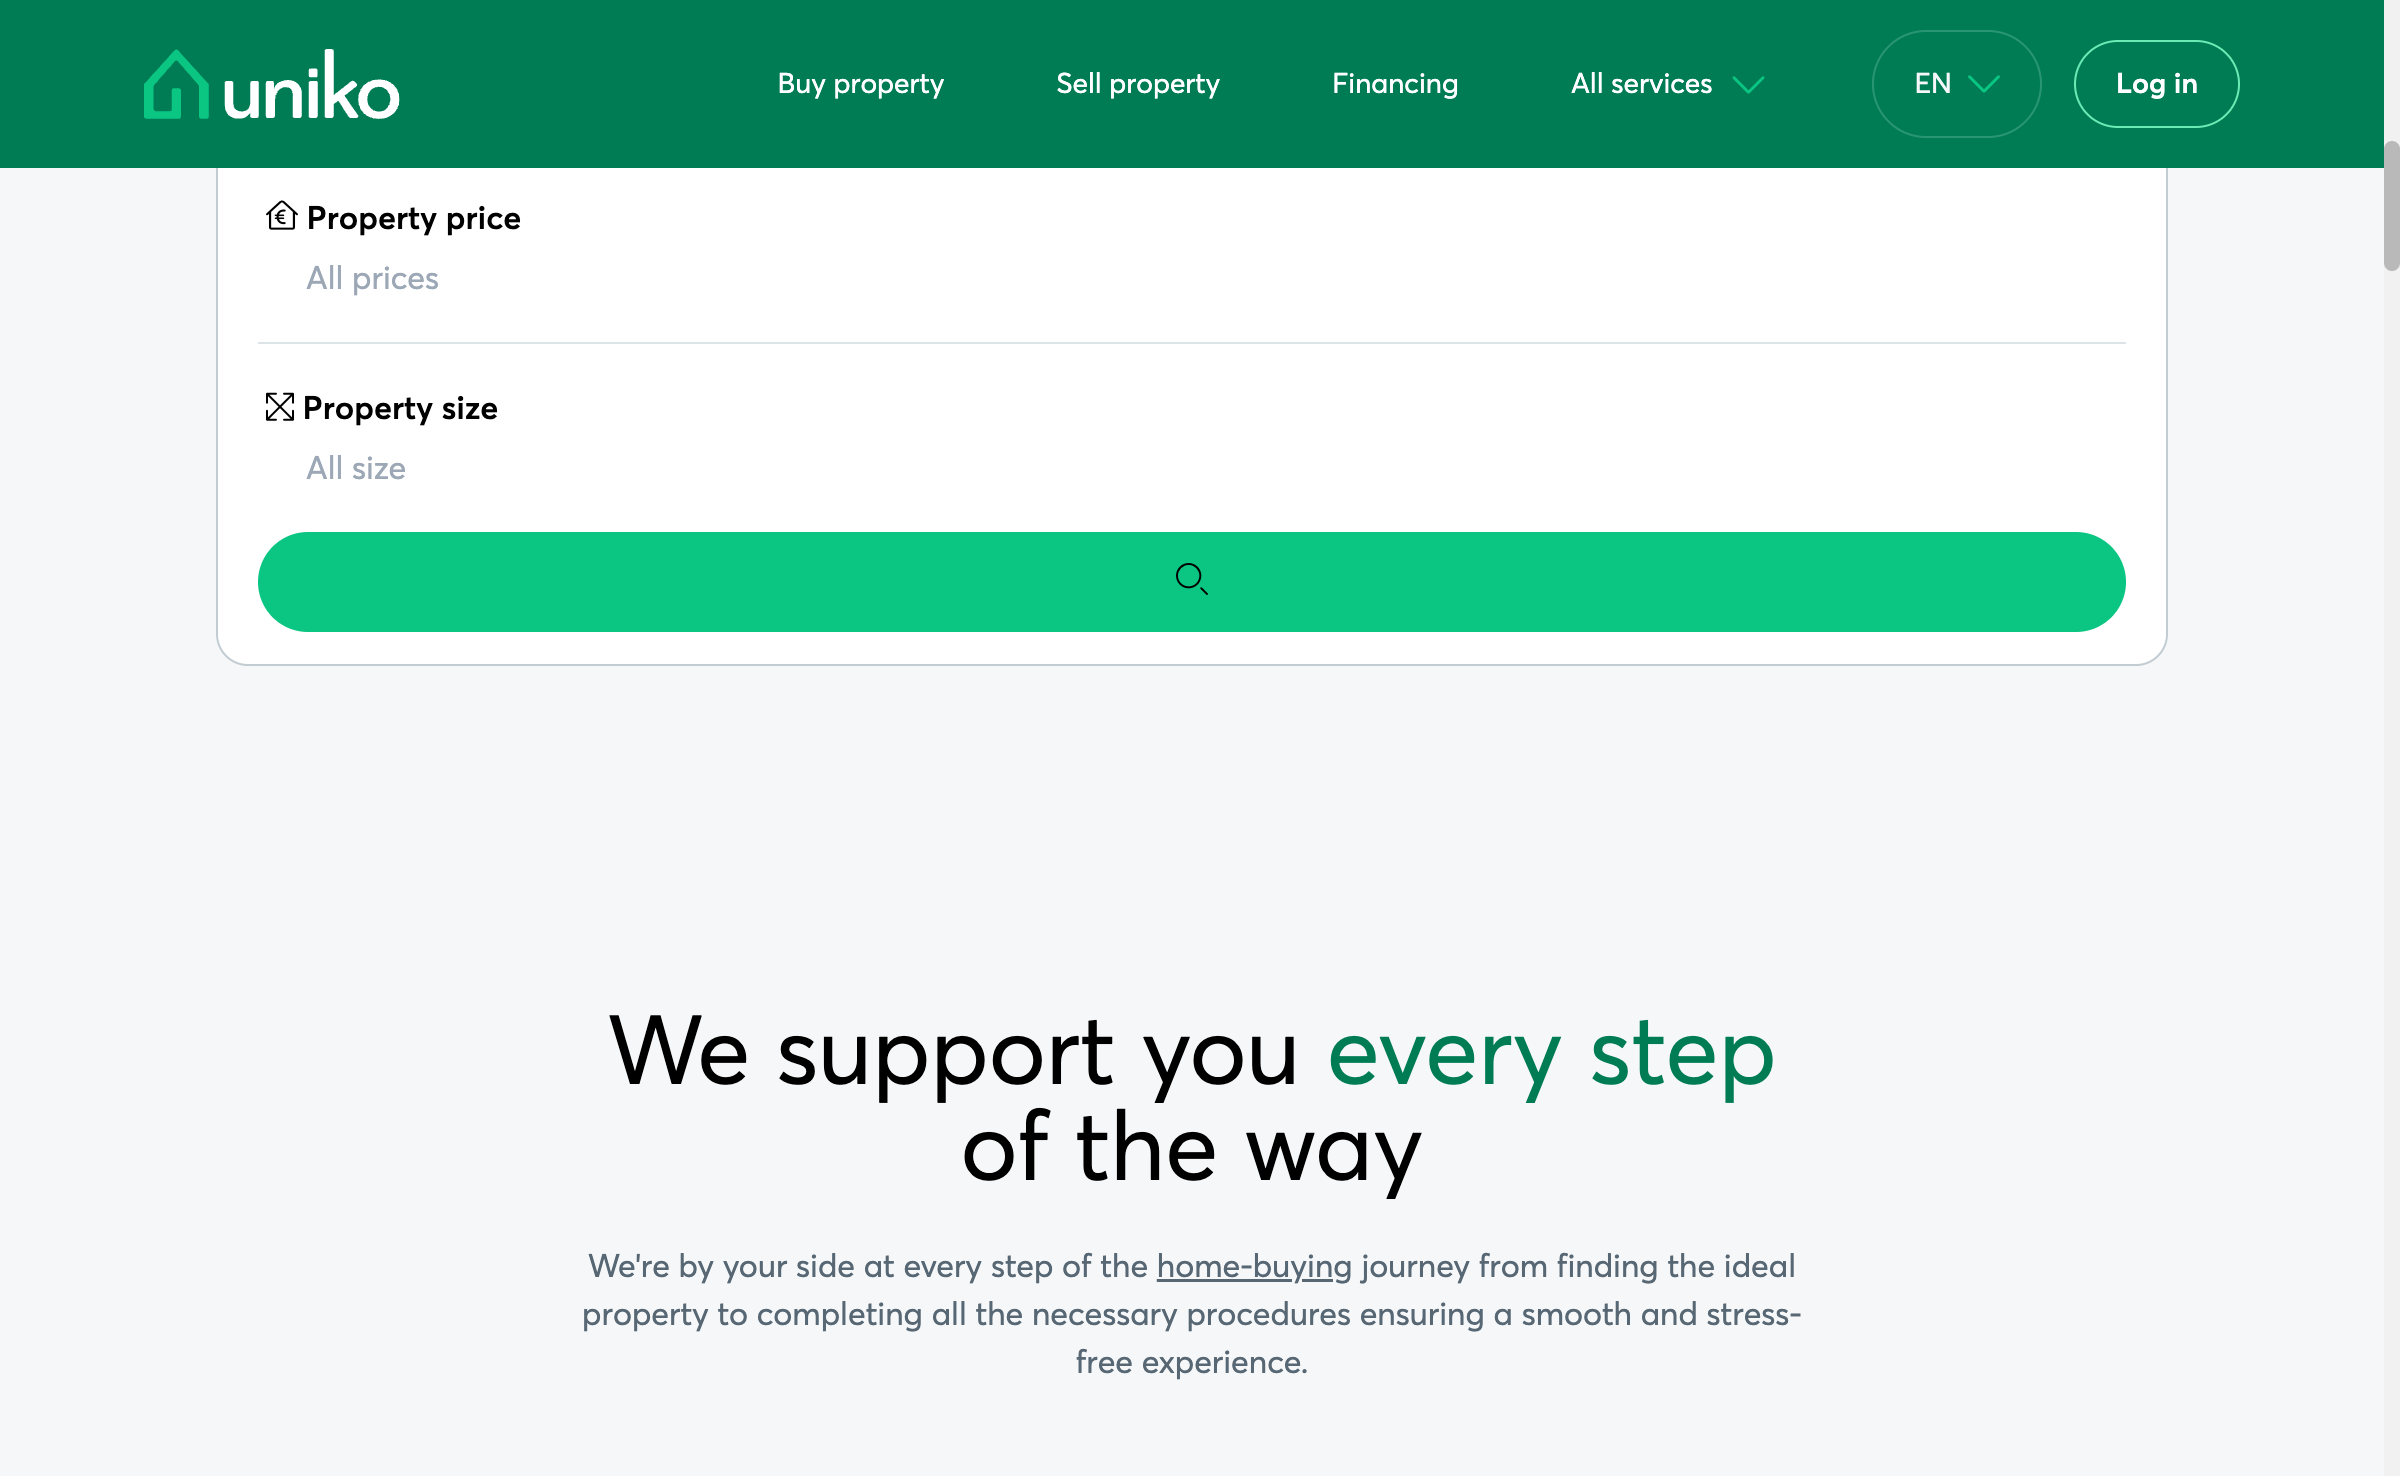 uniko
Buy property
Sell property
Financing
All services
EN
Log in
Property price
All prices
Property size
All size
We support you every step
of the way
We're by your side at every step of the home-buying journey from finding the ideal
property to completing all the necessary procedures ensuring a smooth and stress-
free experience.